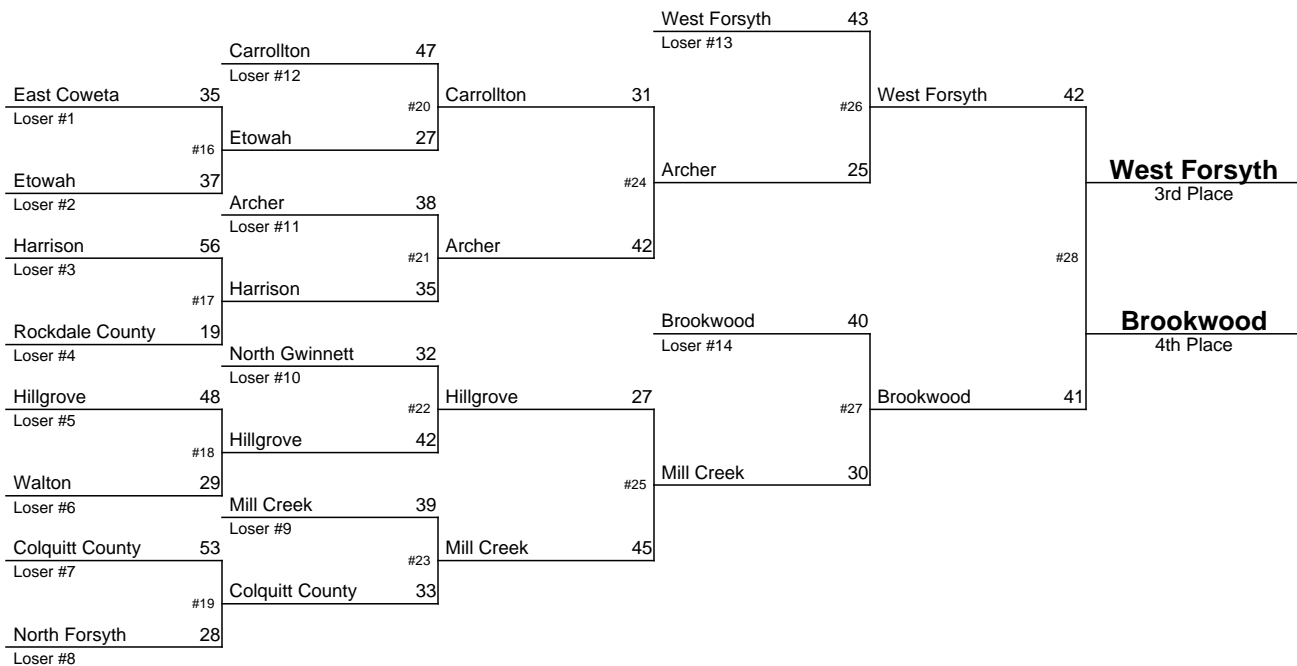 West Forsyth 43
Loser #13
Carrollton 47
Loser #12
East Coweta 35
Loser #1
#20
Carrollton 31
#26
West Forsyth 42
#16
Etowah 27
Etowah 37
Loser #2
#24
Archer 25
West Forsyth
3rd Place
Archer 38
Loser #11
Harrison 56
Loser #3
#21
Archer 42
#28
#17
Harrison 35
Rockdale County 19
Loser #4
Brookwood 40
Loser #14
Brookwood
4th Place
North Gwinnett 32
Loser #10
Hillgrove 48
Loser #5
#22
Hillgrove 27
#27
Brookwood 41
#18
Hillgrove 42
Walton 29
Loser #6
#25
Mill Creek 30
Mill Creek 39
Loser #9
Colquitt County 53
Loser #7
#23
Mill Creek 45
#19
Colquitt County 33
North Forsyth 28
Loser #8